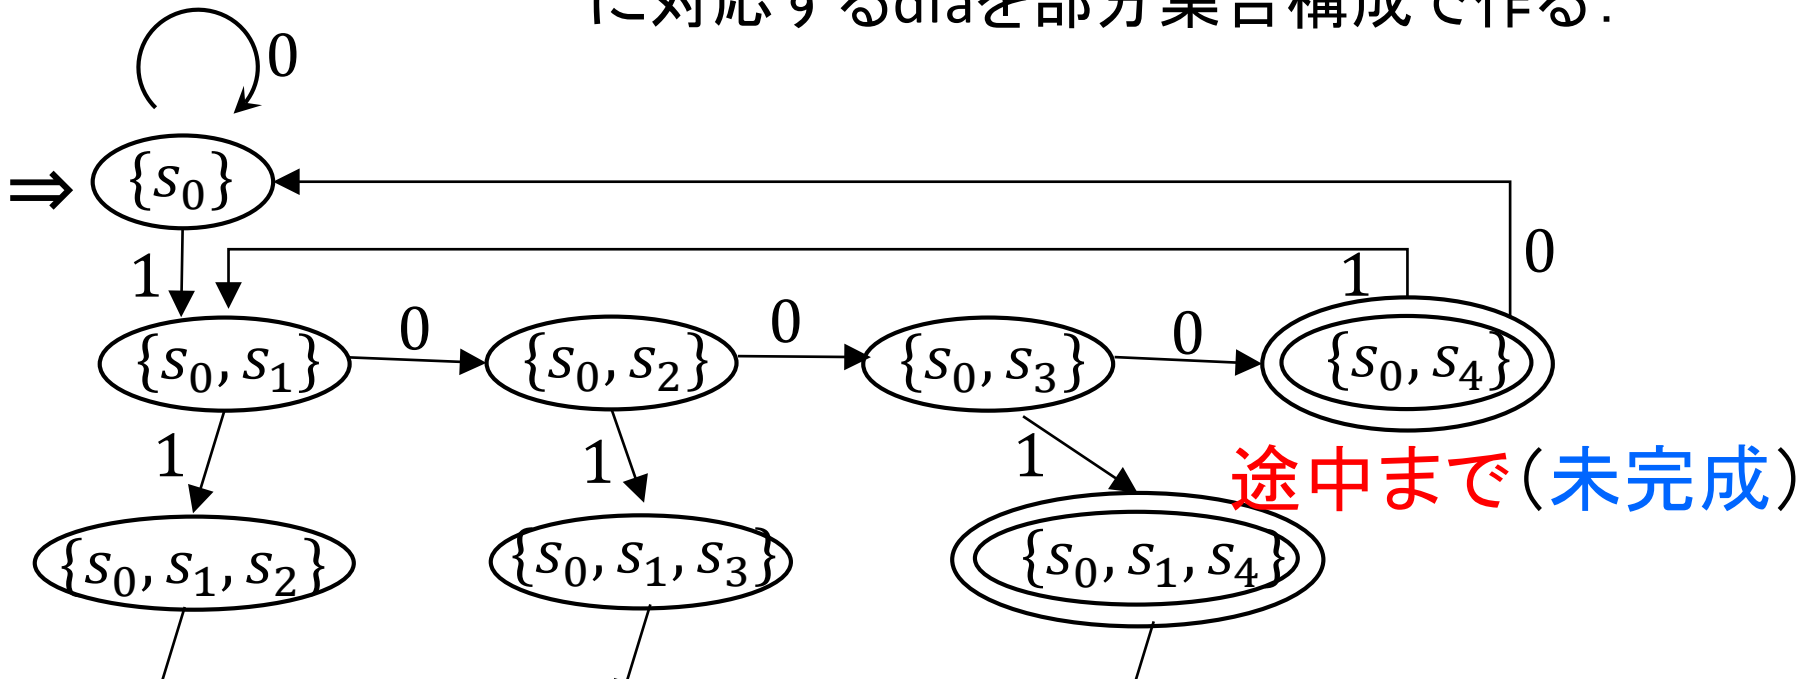 に対応するdfaを部分集合構成で作る.
0
⇒ {s₀}
0
1
1
{s₀, s₁}
0
{s₀, s₂}
0
{s₀, s₃}
0
{s₀, s₄}
1
1
1
途中まで(未完成)
{s₀, s₁, s₂}
{s₀, s₁, s₃}
{s₀, s₁, s₄}